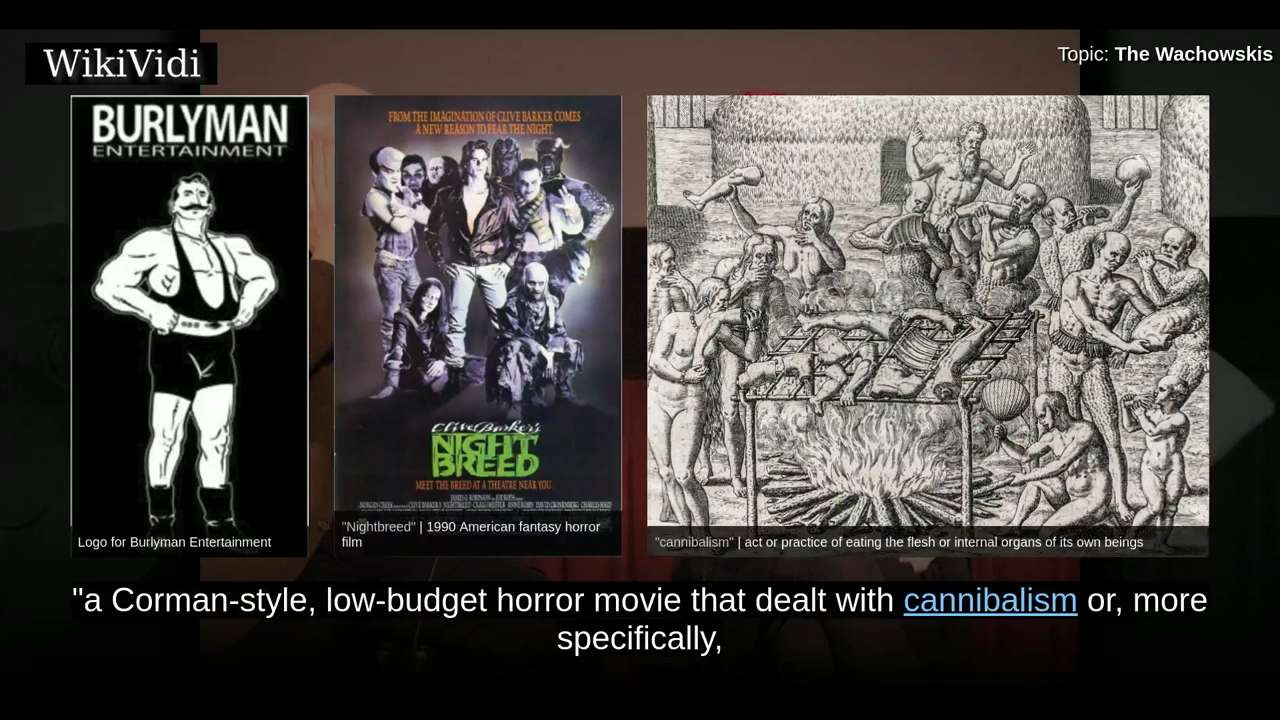 WikiVidi
Topic: The Wachowskis
BURLYMAN
ENTERTAINMENT
Logo for Burlyman Entertainment
FROM THE IMAGINATION OF CLIVE BARKER COMES
A NEW REASON TO FEAR THE NIGHT.
Clive Barker's
NIGHT
BREED
MEET THE BREED AT A THEATRE NEAR YOU
"Nightbreed" | 1990 American fantasy horror
film
"cannibalism" | act or practice of eating the flesh or internal organs of its own beings
"a Corman-style, low-budget horror movie that dealt with cannibalism or, more
specifically,